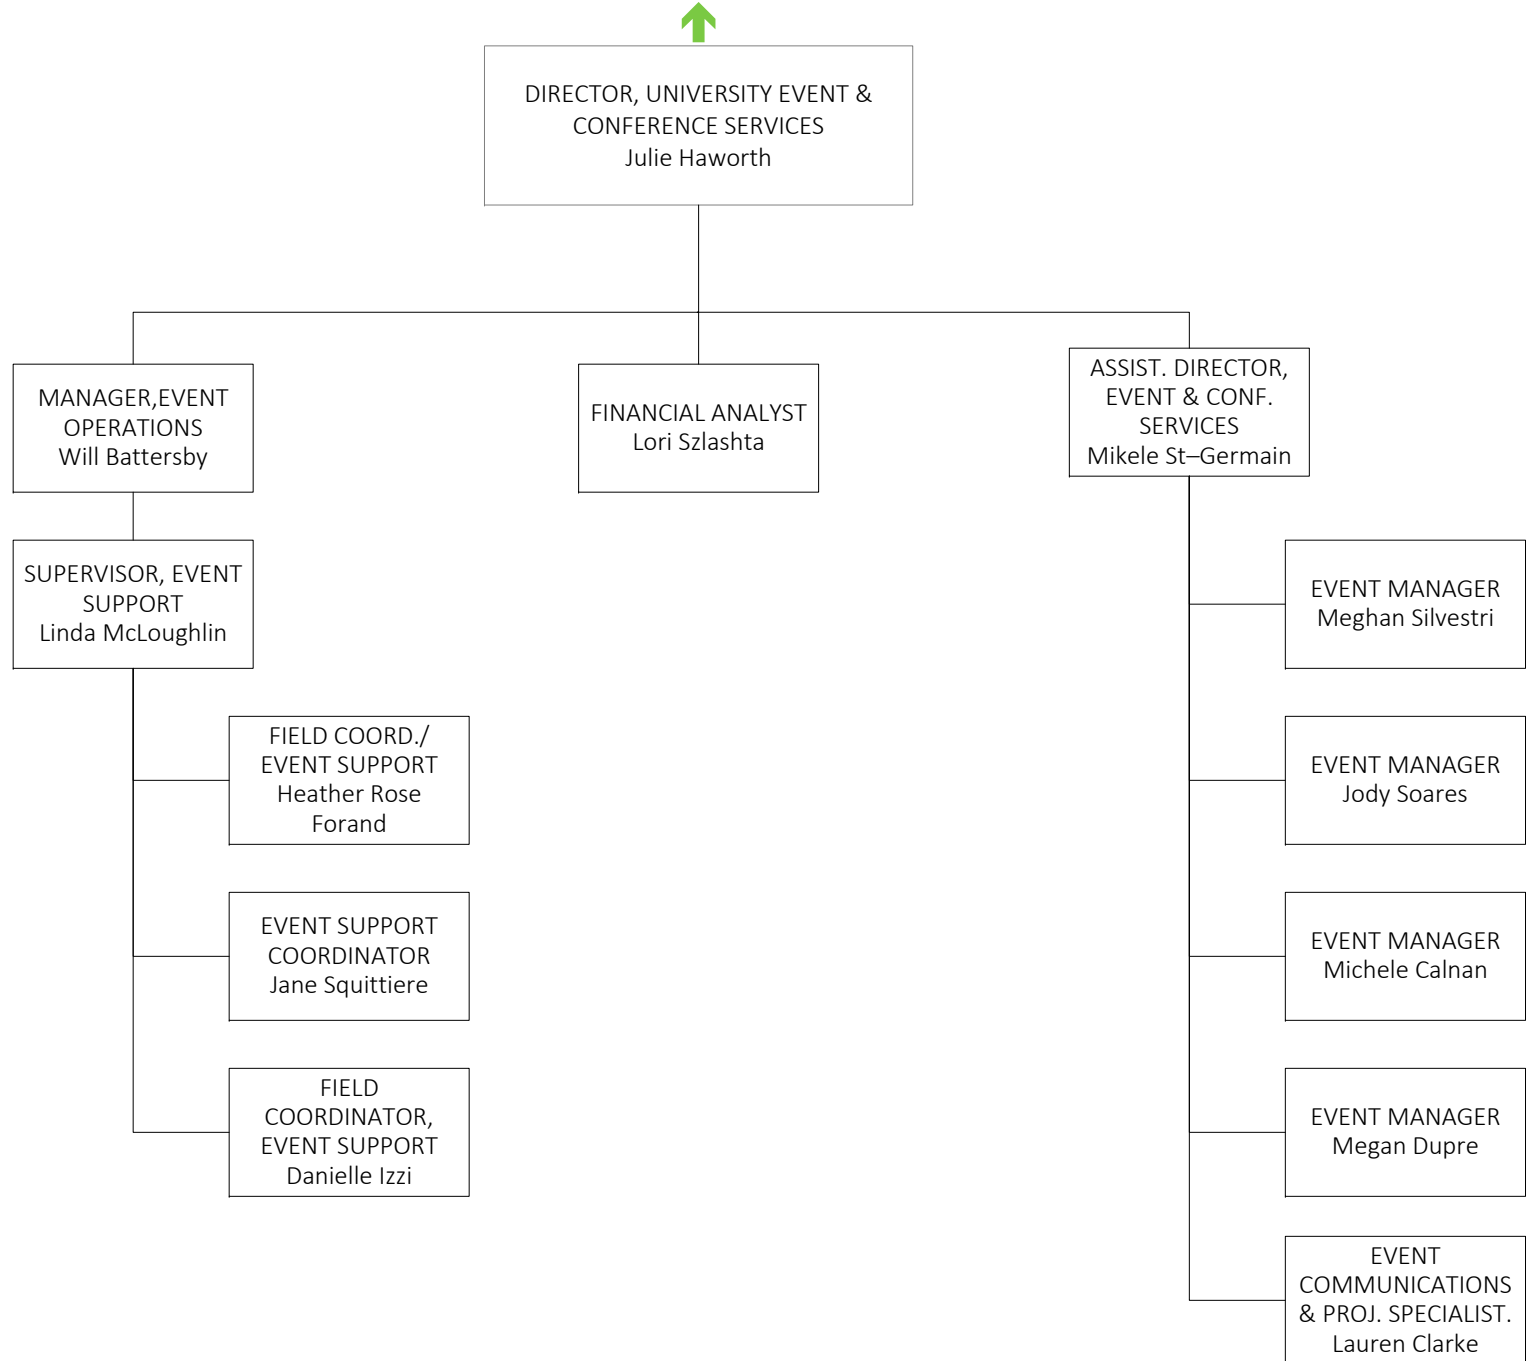 DIRECTOR, UNIVERSITY EVENT &
CONFERENCE SERVICES
Julie Haworth
MANAGER,EVENT
OPERATIONS
Will Battersby
FINANCIAL ANALYST
Lori Szlashta
ASSIST. DIRECTOR,
EVENT & CONF.
SERVICES
Mikele St–Germain
SUPERVISOR, EVENT
SUPPORT
Linda McLoughlin
FIELD COORD./
EVENT SUPPORT
Heather Rose
Forand
EVENT SUPPORT
COORDINATOR
Jane Squittiere
FIELD
COORDINATOR,
EVENT SUPPORT
Danielle Izzi
EVENT MANAGER
Meghan Silvestri
EVENT MANAGER
Jody Soares
EVENT MANAGER
Michele Calnan
EVENT MANAGER
Megan Dupre
EVENT
COMMUNICATIONS
& PROJ. SPECIALIST.
Lauren Clarke